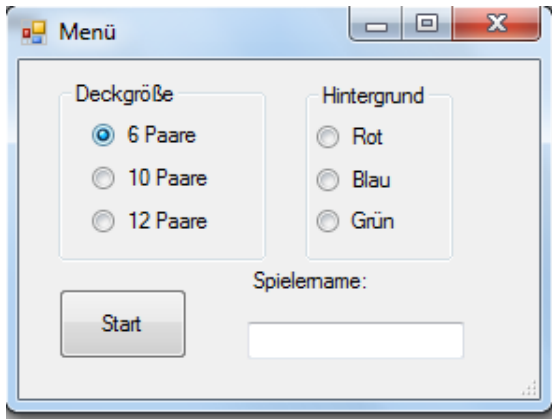 Menü
Deckgröße
6 Paare
10 Paare
12 Paare
Hintergrund
Rot
Blau
Grün
Start
Spielername: